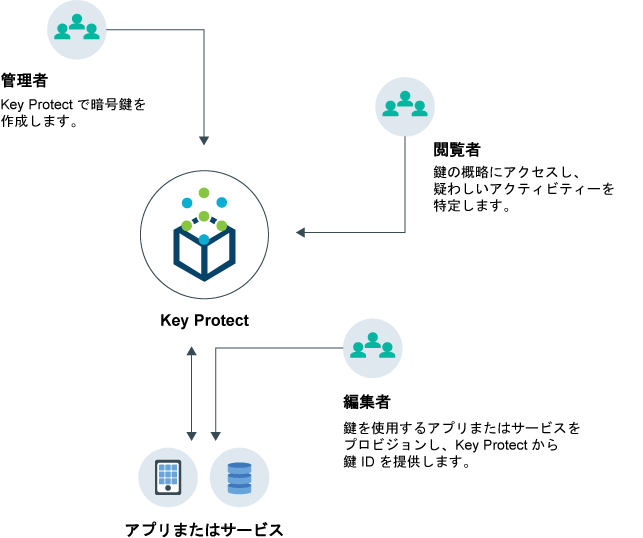 管理者
Key Protect で暗号鍵を
作成します。
閲覧者
鍵の概略にアクセスし、
疑わしいアクティビティーを
特定します。
Key Protect
編集者
鍵を使用するアプリまたはサービスを
プロビジョンし、Key Protect から
鍵 ID を提供します。
アプリまたはサービス